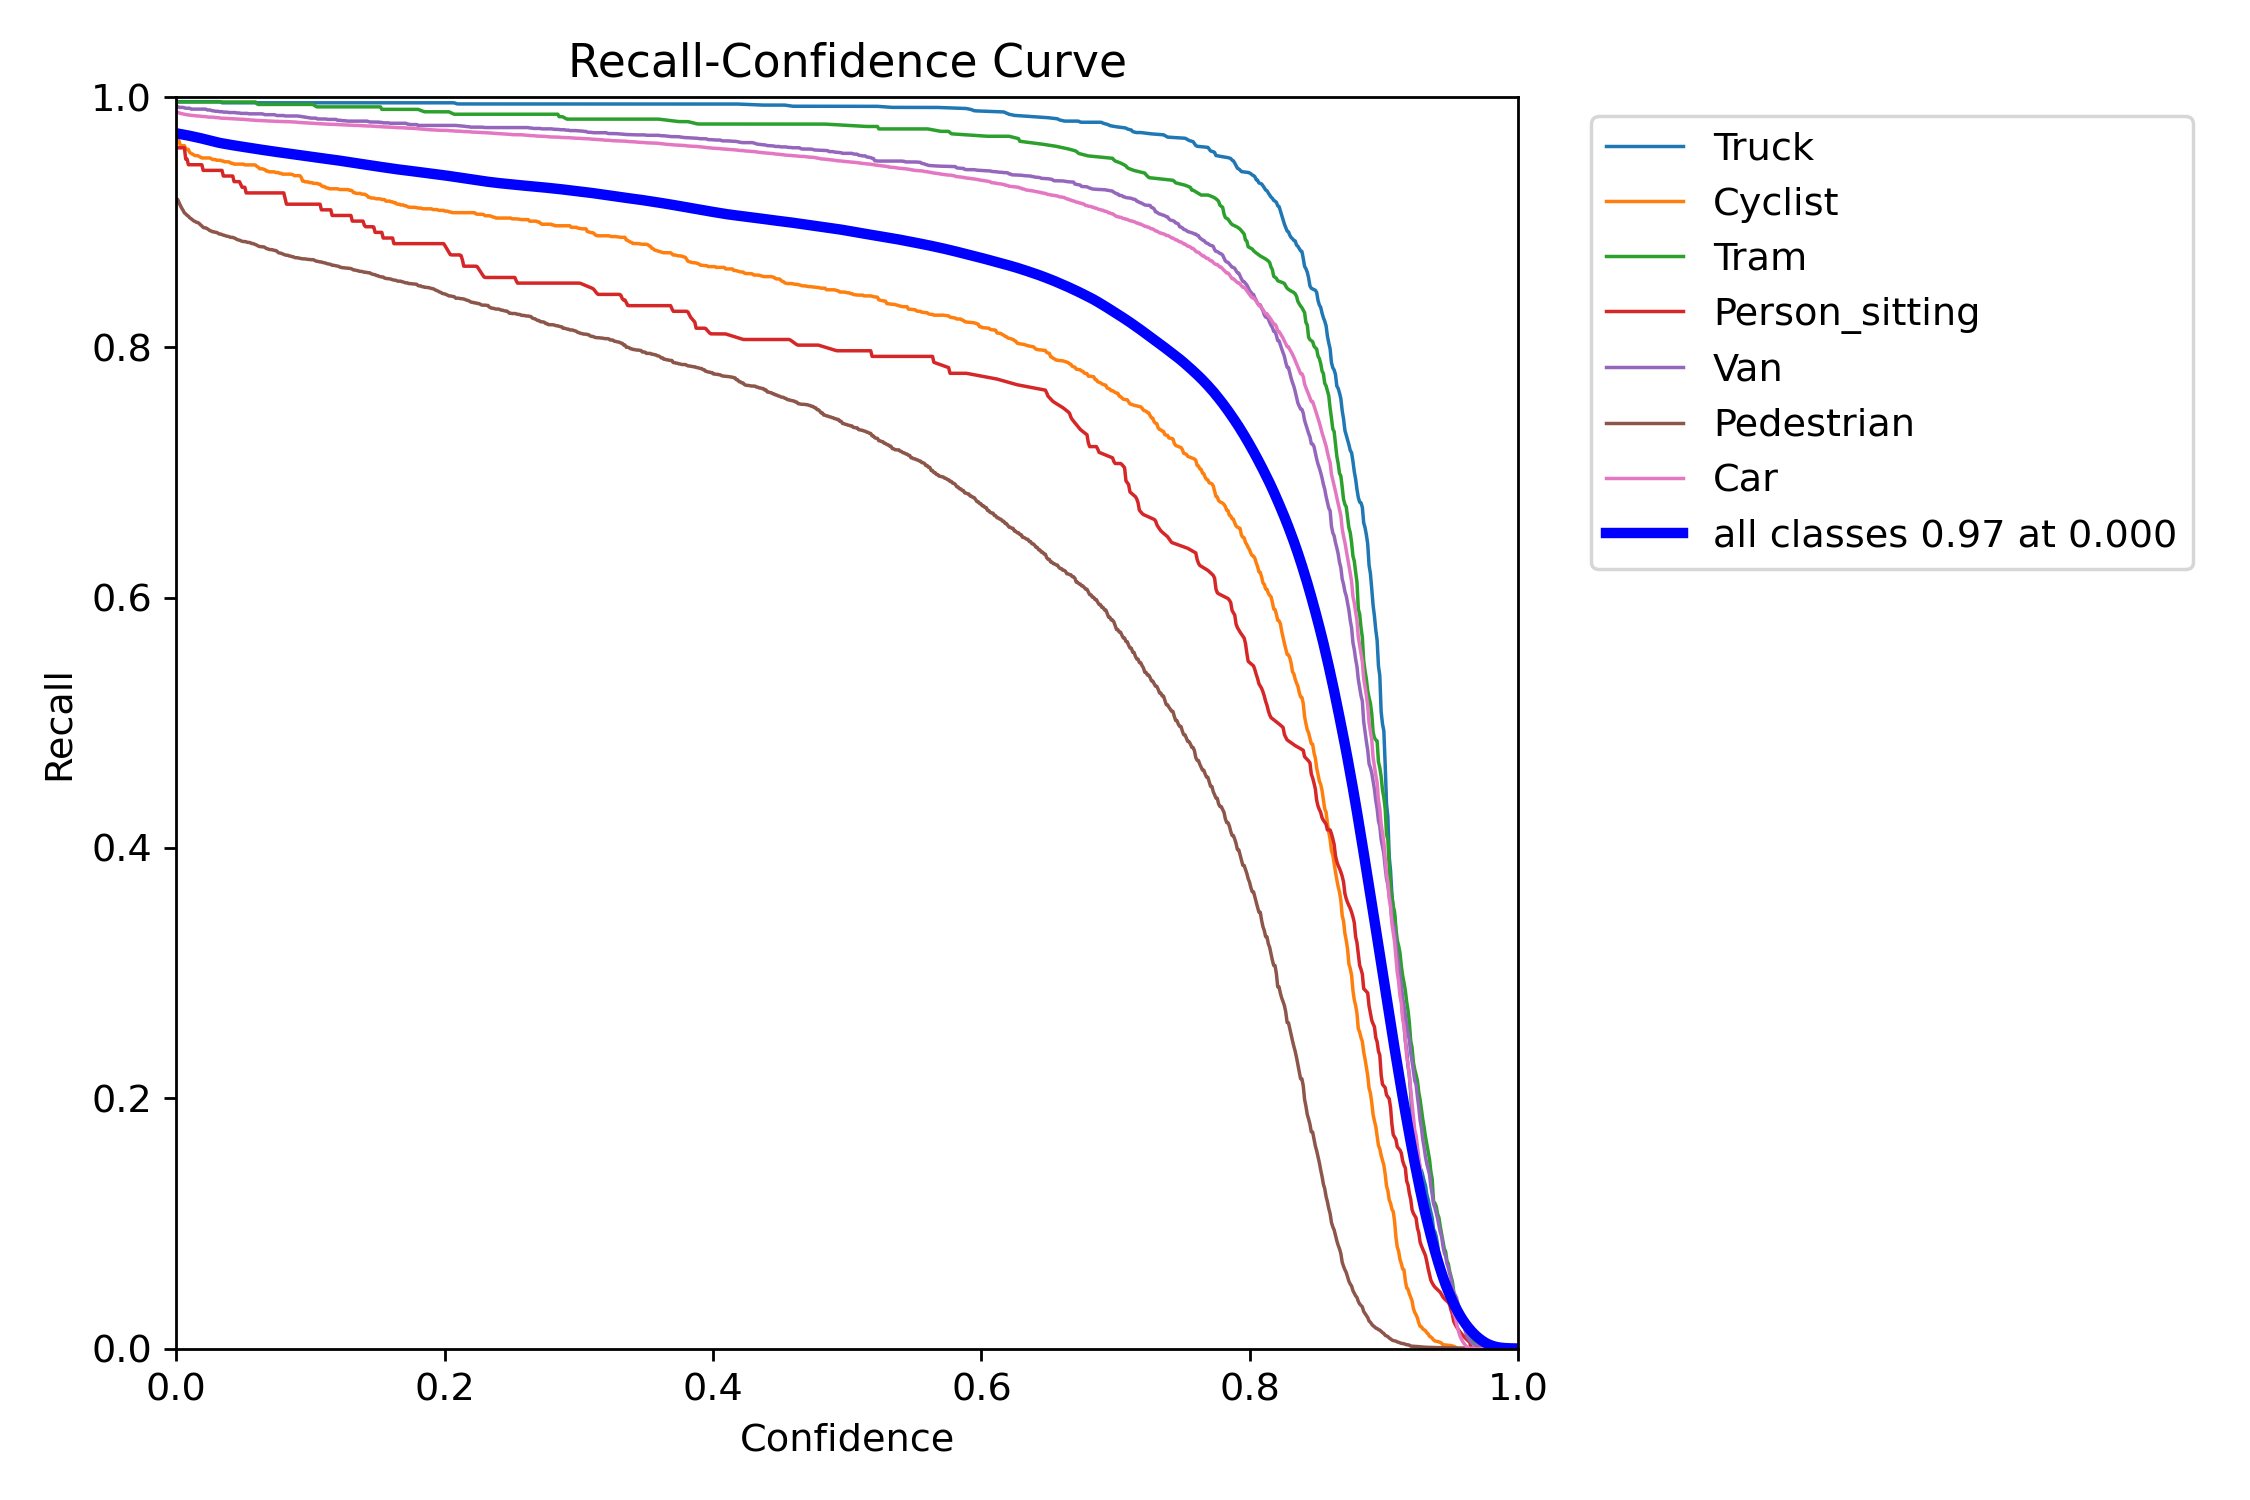 Recall-Confidence Curve
1.0
0.8
0.6
0.4
0.2
0.0
Recall
0.0 0.2 0.4 0.6 0.8 1.0
Confidence
Truck
Cyclist
Tram
Person_sitting
Van
Pedestrian
Car
all classes 0.97 at 0.000